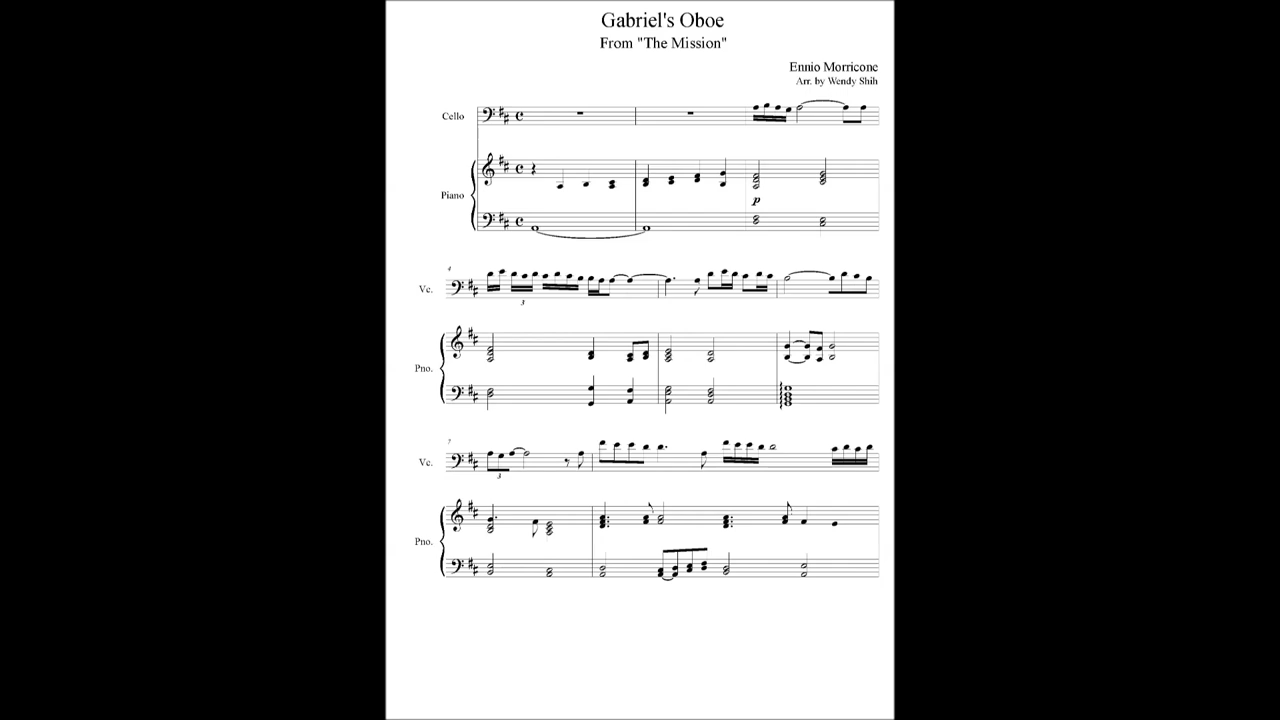 Gabriel's Oboe
From "The Mission"
Ennio Morricone
Arr. by Wendy Shih
Cello
Piano
p
4
3
Vc.
Pno.
7
Vc.
3
Pno.